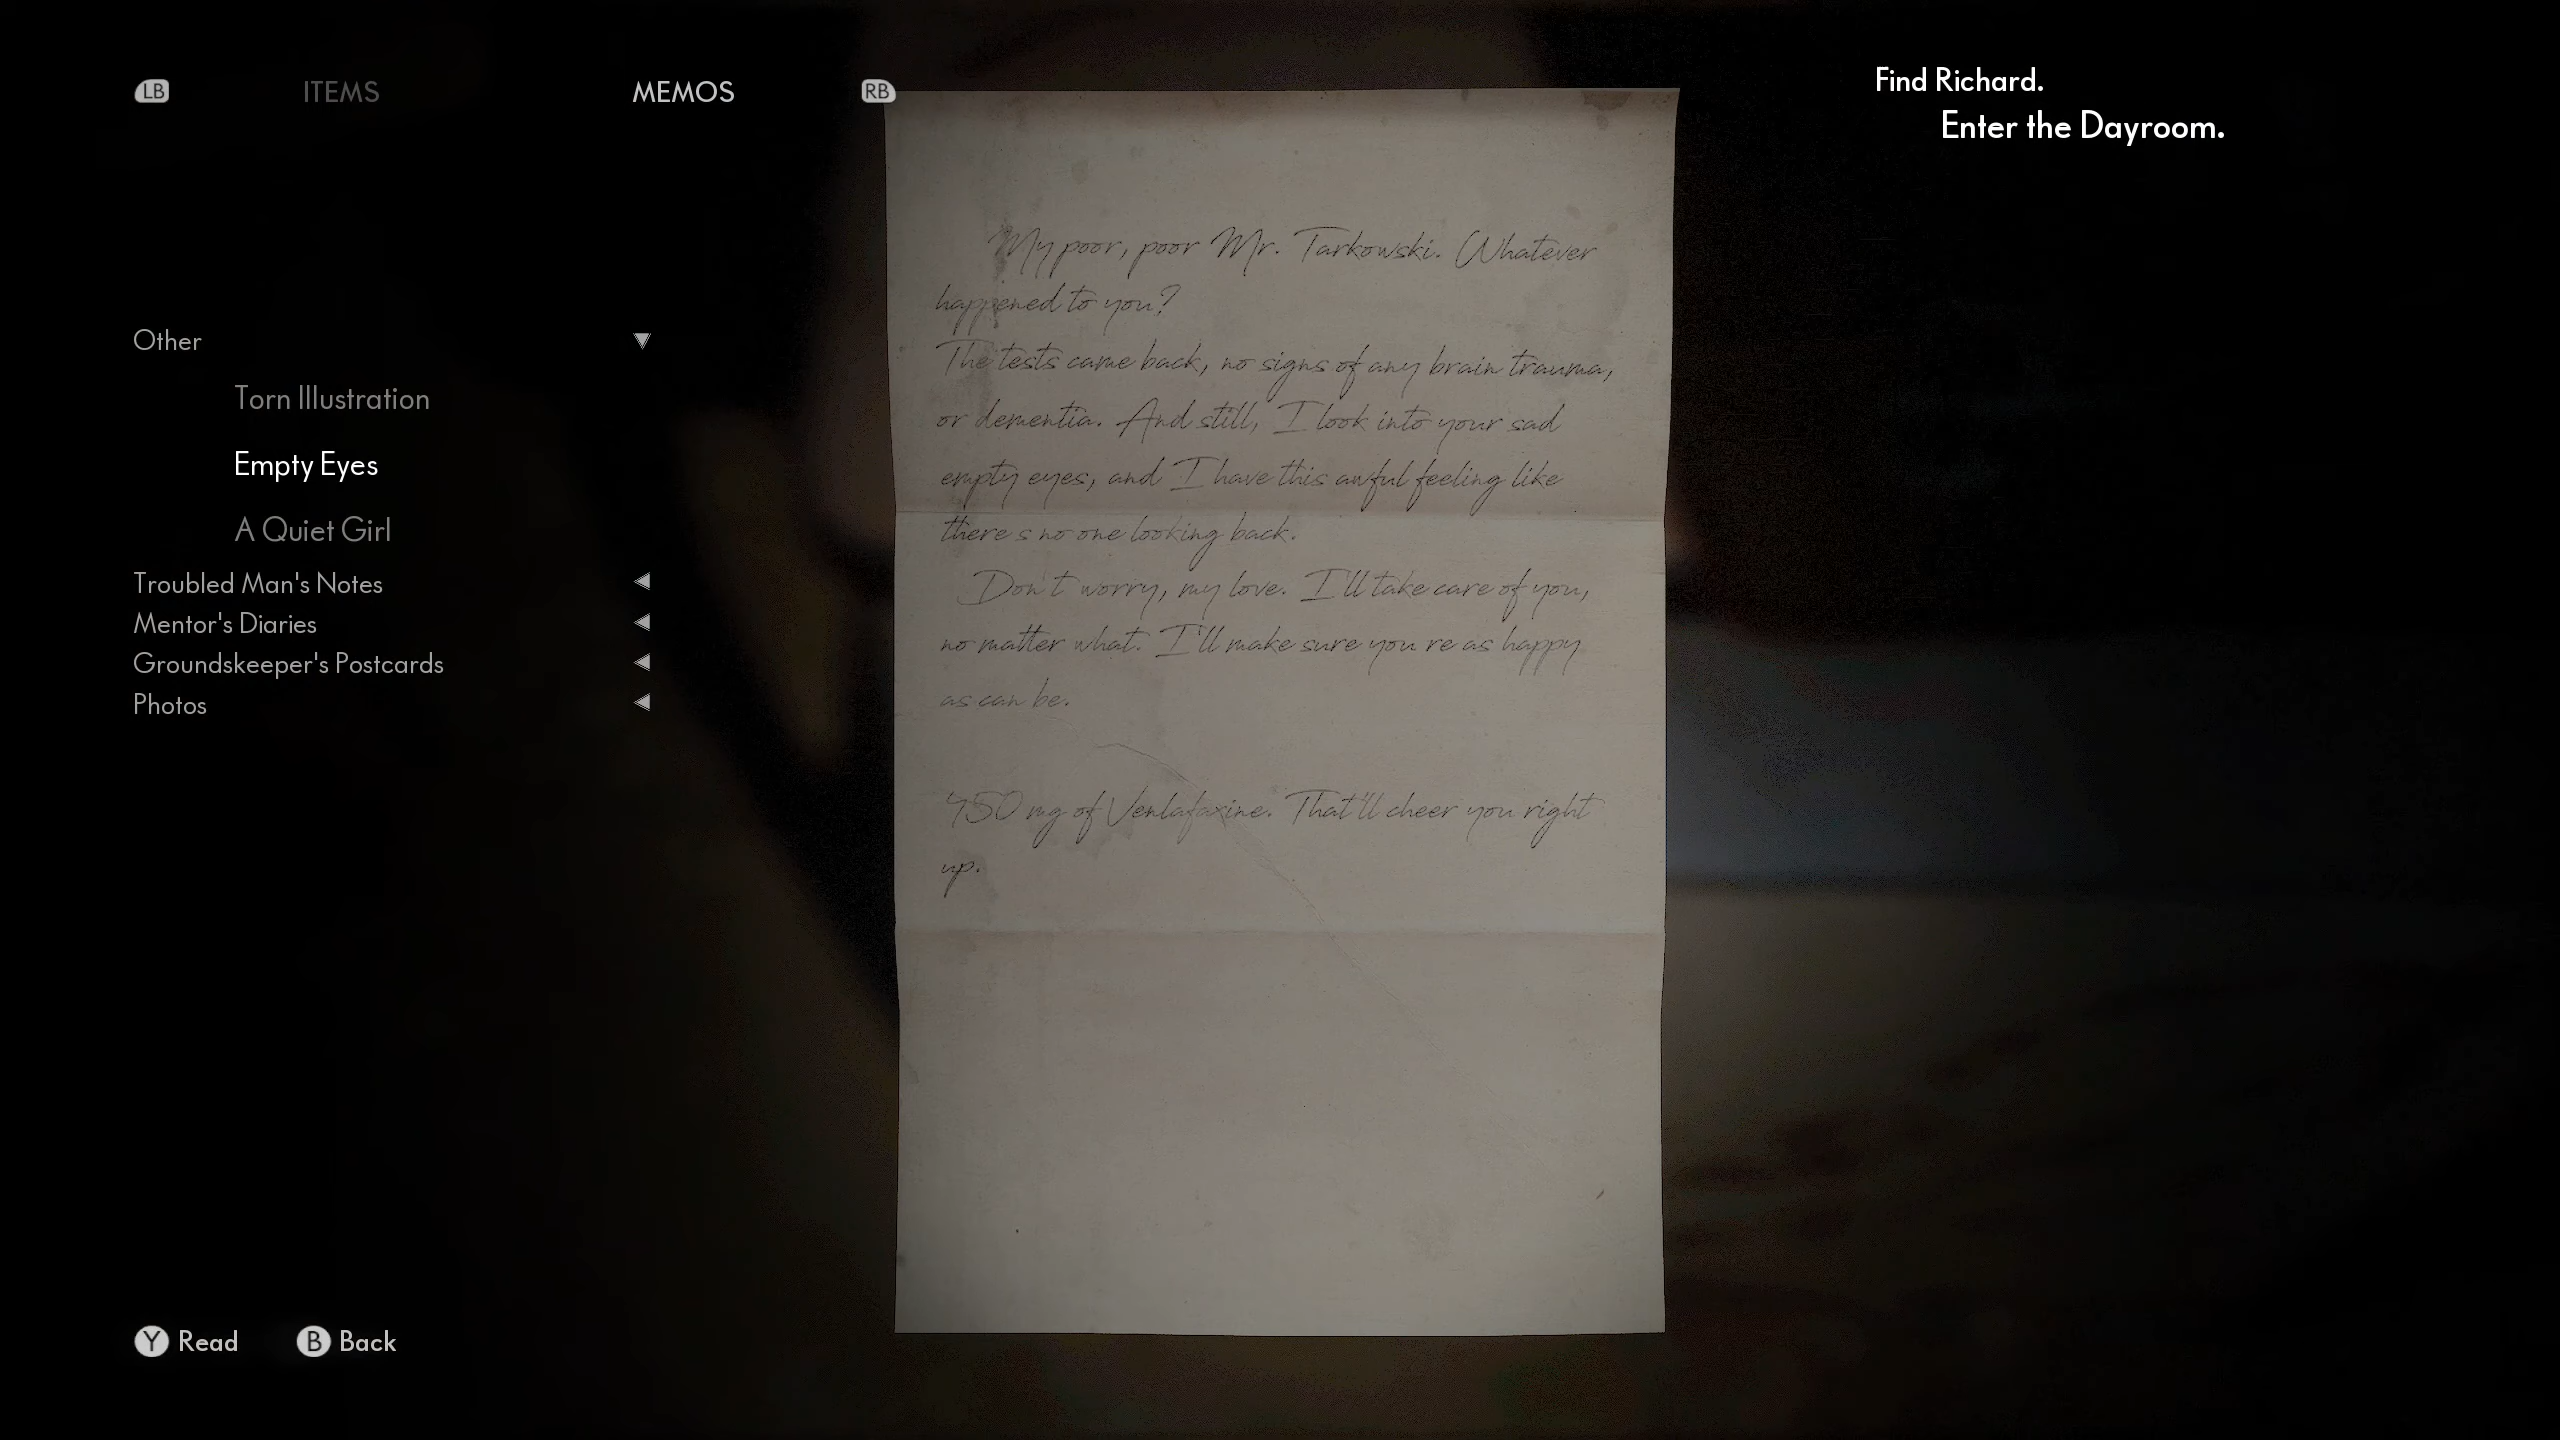 LB ITEMS MEMOS RB
Find Richard.
Enter the Dayroom.
Other
Torn Illustration
Empty Eyes
A Quiet Girl
Troubled Man's Notes
Mentor's Diaries
Groundskeeper's Postcards
Photos
My poor, poor Mr. Tarkowski. Whatever
happened to you?
The tests came back, no signs of any brain trauma,
or dementia. And still, I look into your sad
empty eyes, and I have this awful feeling like
there s no one looking back.
Don't worry, my love. I'll take care of you,
no matter what. I'll make sure you re as happy
as can be.
450 mg of Venlafaxine. That'll cheer you right
up.
Y Read B Back